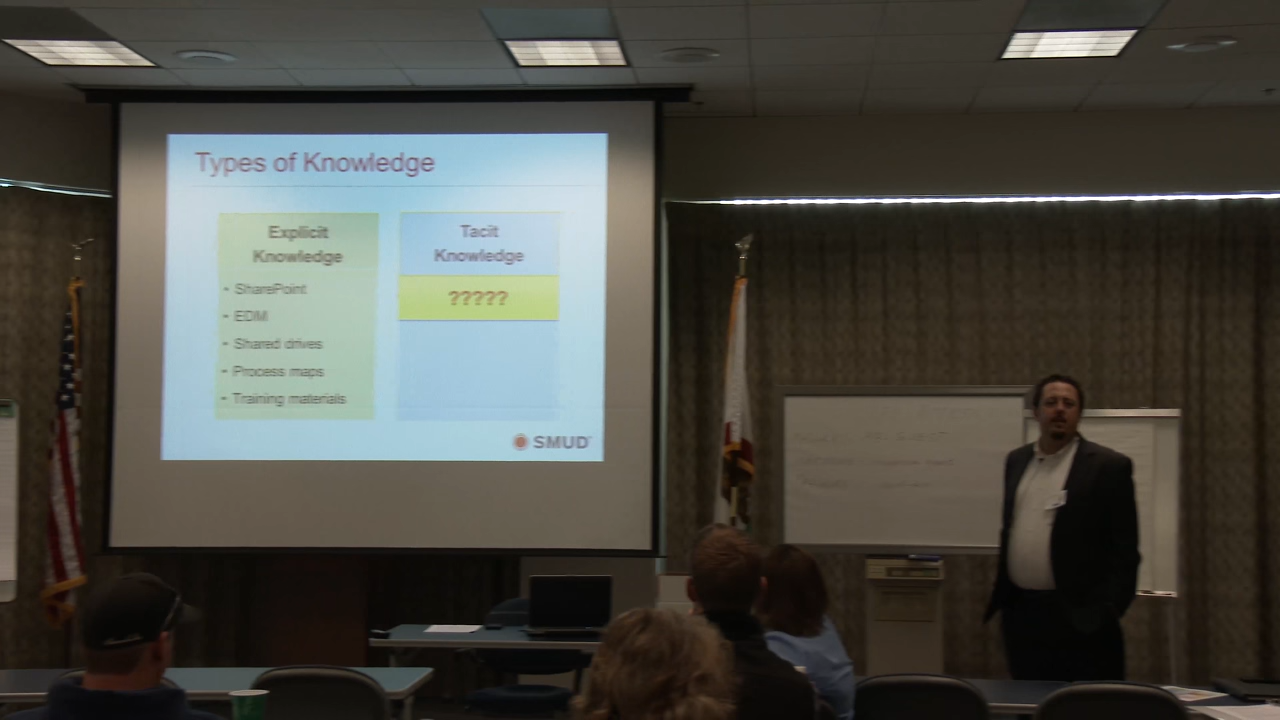 Types of Knowledge
Explicit
Knowledge
• SharePoint
• EDM
• Shared drives
• Process maps
• Training materials
Tacit
Knowledge
?????
SMUD